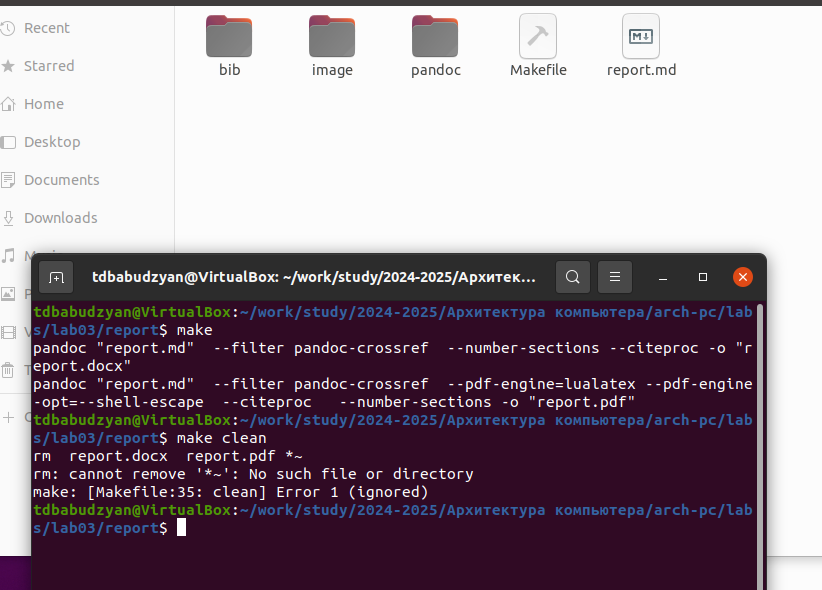 Recent
Starred
Home
Desktop
Documents
Downloads
bib
image
pandoc
Makefile
report.md
tdbabudzyan@VirtualBox: ~/work/study/2024-2025/Архитек...
tdbabudzyan@VirtualBox:~/work/study/2024-2025/Архитектура компьютера/arch-pc/lab
s/lab03/report$ make
pandoc "report.md"  --filter pandoc-crossref  --number-sections --citeproc -o "r
eport.docx"
pandoc "report.md"  --filter pandoc-crossref  --pdf-engine=lualatex --pdf-engine
-opt=--shell-escape  --citeproc   --number-sections -o "report.pdf"
tdbabudzyan@VirtualBox:~/work/study/2024-2025/Архитектура компьютера/arch-pc/lab
s/lab03/report$ make clean
rm  report.docx  report.pdf *~
rm: cannot remove '*~': No such file or directory
make: [Makefile:35: clean] Error 1 (ignored)
tdbabudzyan@VirtualBox:~/work/study/2024-2025/Архитектура компьютера/arch-pc/lab
s/lab03/report$